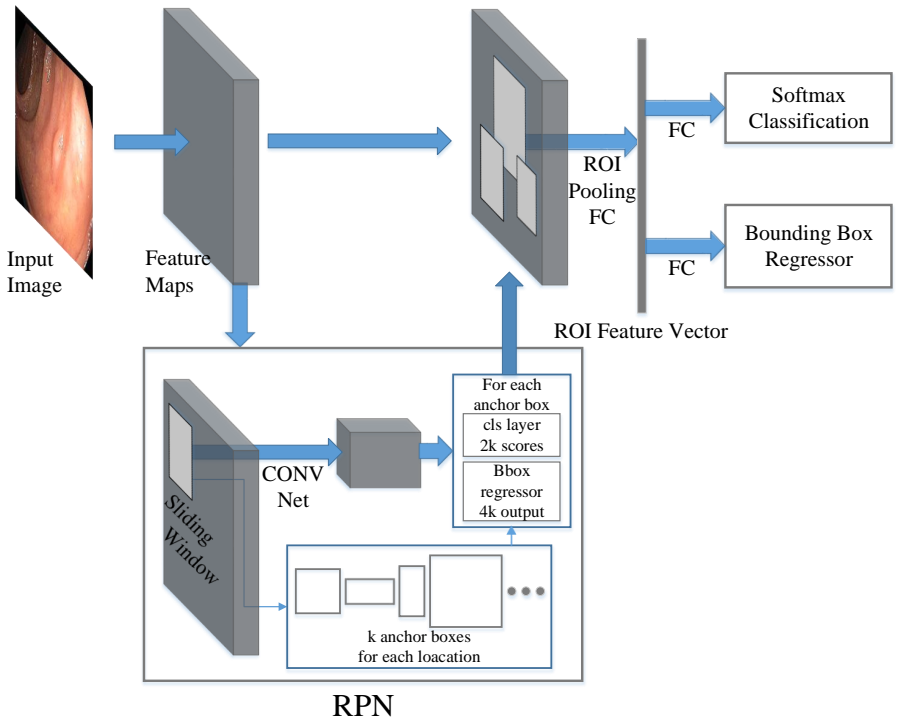 Input
Image
Feature
Maps
ROI
Pooling
FC
FC
Softmax
Classification
FC
Bounding Box
Regressor
ROI Feature Vector
Sliding
Window
CONV
Net
For each
anchor box
cls layer
2k scores
Bbox
regressor
4k output
k anchor boxes
for each loacation
RPN